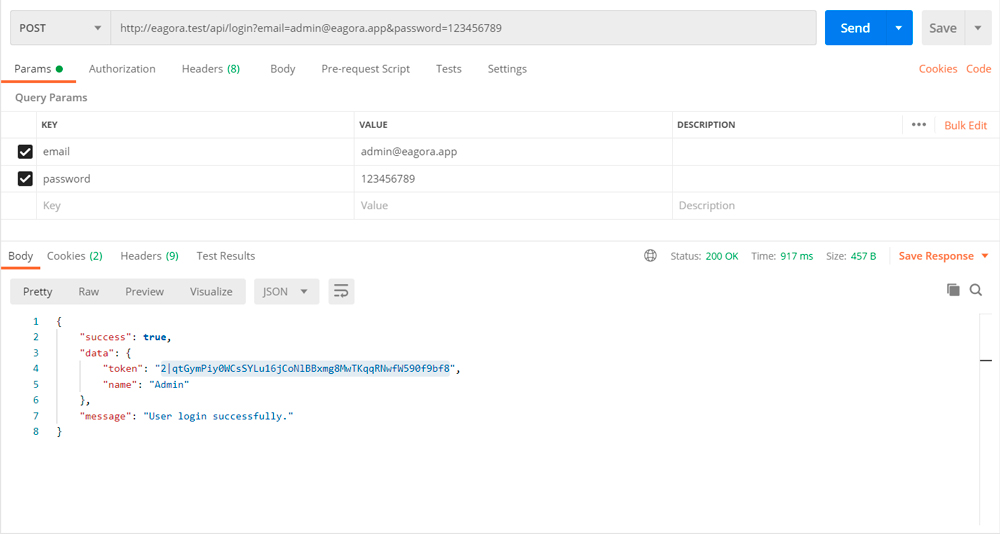 POST http://eagora.test/api/login?email=admin@eagora.app&password=123456789 Send Save
Params Authorization Headers (8) Body Pre-request Script Tests Settings Cookies Code
Query Params
KEY VALUE DESCRIPTION ••• Bulk Edit
email admin@eagora.app
password 123456789
Key Value Description
Body Cookies (2) Headers (9) Test Results Status: 200 OK Time: 917 ms Size: 457 B Save Response
Pretty Raw Preview Visualize JSON
1 {
2 "success": true,
3 "data": {
4 "token": "2|qtGymPiy0WCsSYLu16jCoNlBBxmg8MwTKqqRNwfW590f9bf8",
5 "name": "Admin"
6 },
7 "message": "User login successfully."
8 }